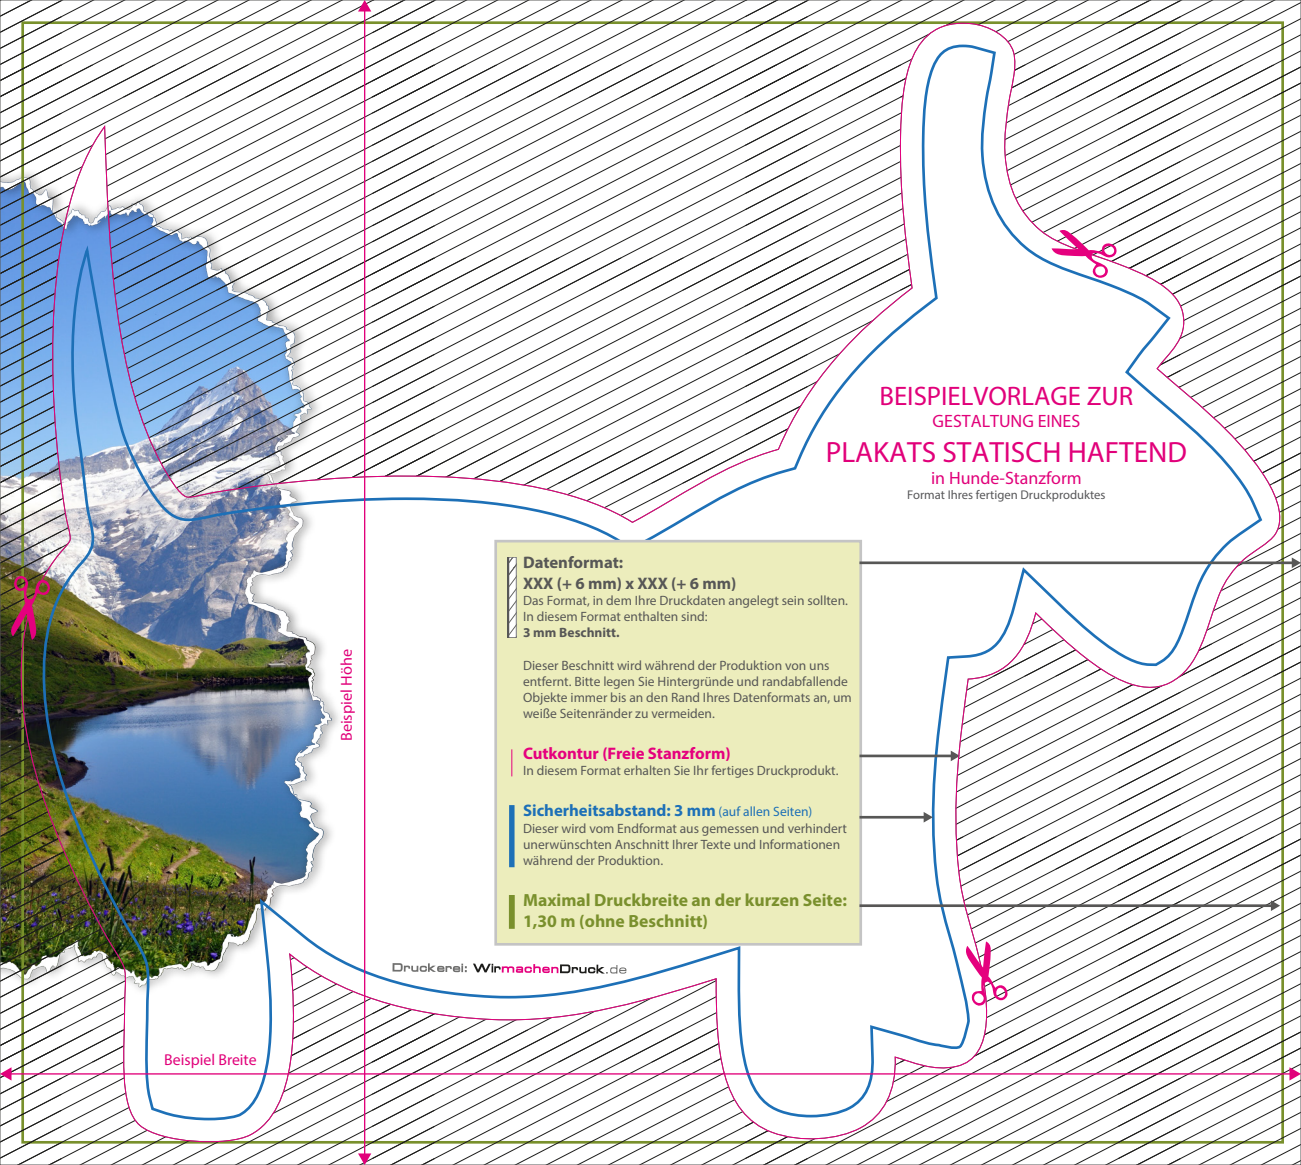 BEISPIELVORLAGE ZUR
GESTALTUNG EINES
PLAKATS STATISCH HAFTEND
in Hunde-Stanzform
Format Ihres fertigen Druckproduktes
Datenformat:
XXX (+ 6 mm) x XXX (+ 6 mm)
Das Format, in dem Ihre Druckdaten angelegt sein sollten.
In diesem Format enthalten sind:
3 mm Beschnitt.
Dieser Beschnitt wird während der Produktion von uns
entfernt. Bitte legen Sie Hintergründe und randabfallende
Objekte immer bis an den Rand Ihres Datenformats an, um
weiße Seitenränder zu vermeiden.
Cutkontur (Freie Stanzform)
In diesem Format erhalten Sie Ihr fertiges Druckprodukt.
Sicherheitsabstand: 3 mm (auf allen Seiten)
Dieser wird vom Endformat aus gemessen und verhindert
unerwünschten Anschnitt Ihrer Texte und Informationen
während der Produktion.
Maximal Druckbreite an der kurzen Seite:
1,30 m (ohne Beschnitt)
Beispiel Höhe
Druckerei: WirmachenDruck.de
Beispiel Breite